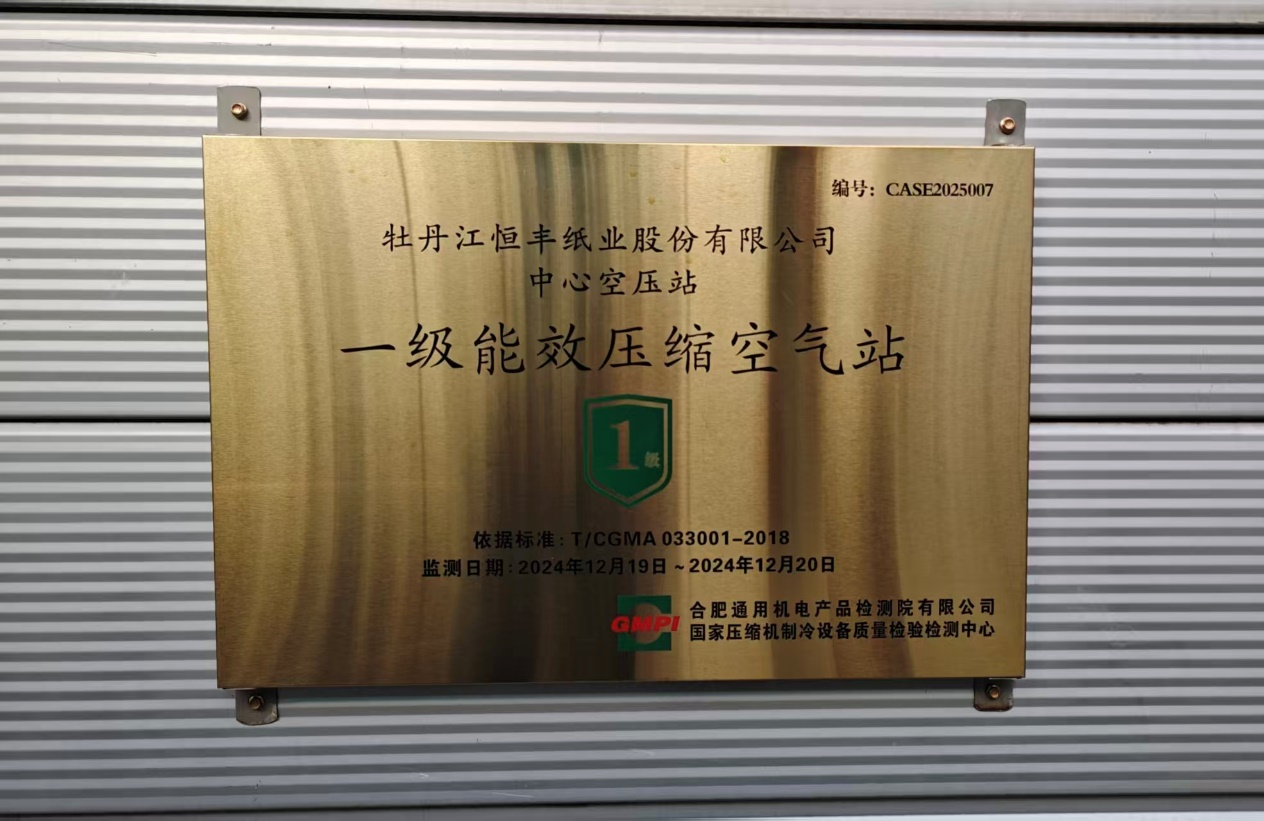 编号：CASE2025007
牡丹江恒丰纸业股份有限公司
中心空压站
一级能效压缩空气站
1级
依据标准：T/CGMA 033001-2018
监测日期：2024年12月19日～2024年12月20日
GMPI
合肥通用机电产品检测院有限公司
国家压缩机制冷设备质量检验检测中心